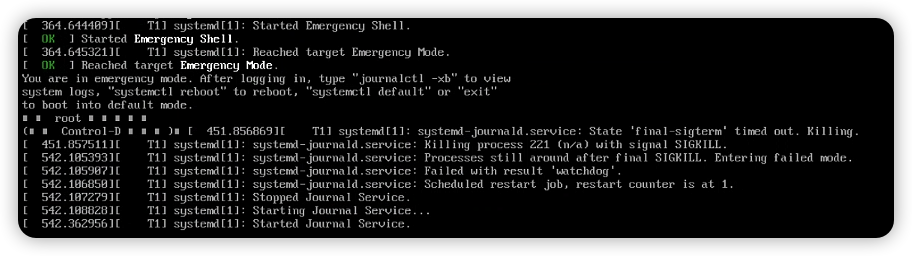 [  364.644409][    T1] systemd[1]: Started Emergency Shell.
[  OK  ] Started Emergency Shell.
[  364.645321][    T1] systemd[1]: Reached target Emergency Mode.
[  OK  ] Reached target Emergency Mode.
You are in emergency mode. After logging in, type "journalctl -xb" to view
system logs, "systemctl reboot" to reboot, "systemctl default" or "exit"
to boot into default mode.
■ ■  root ■ ■ ■ ■ ■
(■ ■  Control-D ■ ■ ■ )■ [  451.856869][    T1] systemd[1]: systemd-journald.service: State 'final-sigterm' timed out. Killing.
[  451.857511][    T1] systemd[1]: systemd-journald.service: Killing process 221 (n/a) with signal SIGKILL.
[  542.105393][    T1] systemd[1]: systemd-journald.service: Processes still around after final SIGKILL. Entering failed mode.
[  542.105907][    T1] systemd[1]: systemd-journald.service: Failed with result 'watchdog'.
[  542.106850][    T1] systemd[1]: systemd-journald.service: Scheduled restart job, restart counter is at 1.
[  542.107279][    T1] systemd[1]: Stopped Journal Service.
[  542.108828][    T1] systemd[1]: Starting Journal Service...
[  542.362956][    T1] systemd[1]: Started Journal Service.